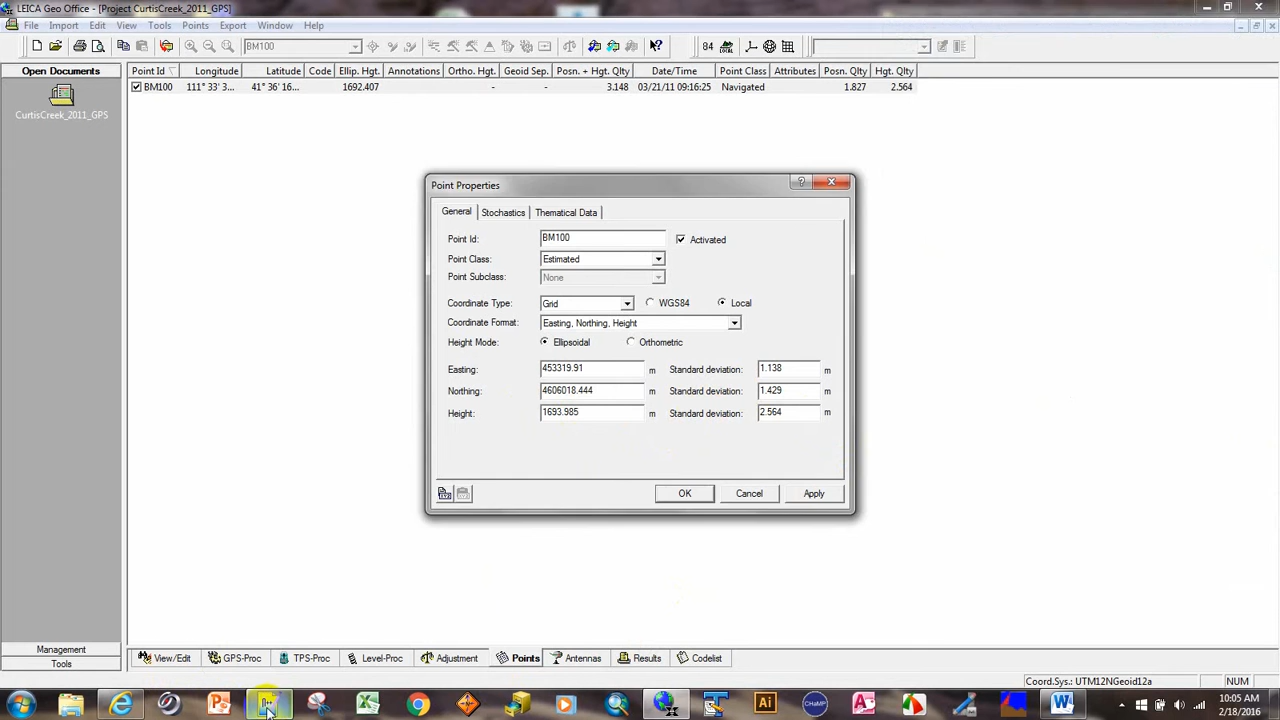 LEICA Geo Office - [Project CurtisCreek_2011_GPS]
File Import Edit View Tools Points Export Window Help
BM100 84
Open Documents
CurtisCreek_2011_GPS
Point Id Longitude Latitude Code Ellip. Hgt. Annotations Ortho. Hgt. Geoid Sep. Posn. + Hgt. Qlty Date/Time Point Class Attributes Posn. Qlty Hgt. Qlty
BM100 111° 33' 3... 41° 36' 16... 1692.407 - - 3.148 03/21/11 09:16:25 Navigated 1.827 2.564
Point Properties
General Stochastics Thematical Data
Point Id: BM100 Activated
Point Class: Estimated
Point Subclass: None
Coordinate Type: Grid WGS84 Local
Coordinate Format: Easting, Northing, Height
Height Mode: Ellipsoidal Orthometric
Easting: 453319.91 m Standard deviation: 1.138 m
Northing: 4606018.444 m Standard deviation: 1.429 m
Height: 1693.985 m Standard deviation: 2.564 m
OK Cancel Apply
Management
Tools
View/Edit GPS-Proc TPS-Proc Level-Proc Adjustment Points Antennas Results Codelist
Coord.Sys.: UTM12NGeoid12a NUM
CHaMP
10:05 AM
2/18/2016